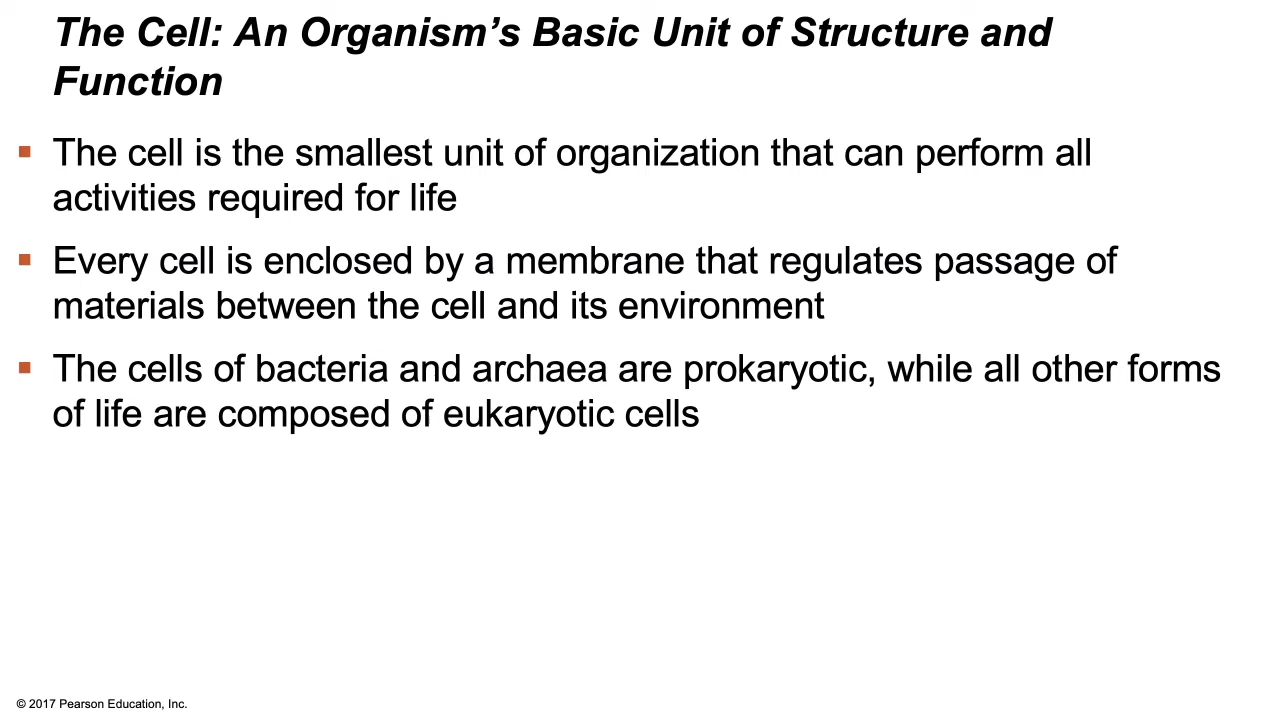 The Cell: An Organism’s Basic Unit of Structure and
Function
▪ The cell is the smallest unit of organization that can perform all
activities required for life
▪ Every cell is enclosed by a membrane that regulates passage of
materials between the cell and its environment
▪ The cells of bacteria and archaea are prokaryotic, while all other forms
of life are composed of eukaryotic cells
© 2017 Pearson Education, Inc.